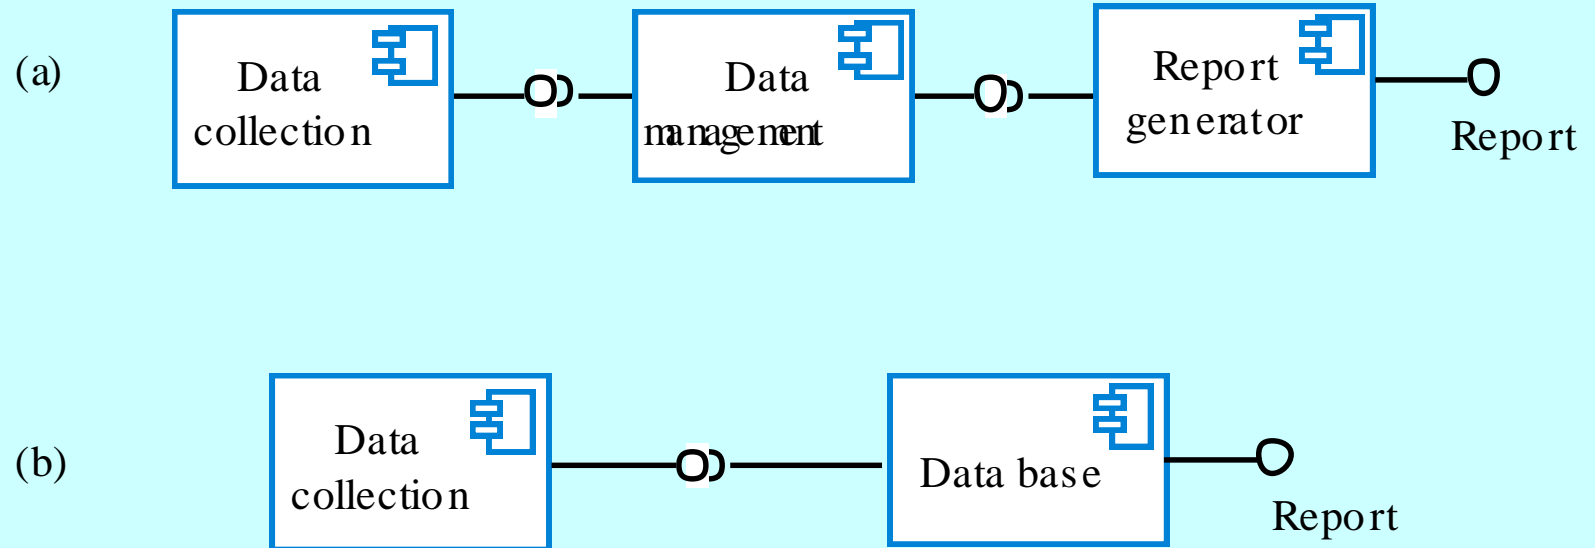 (a)
Data
collection
Data
management
Report
generator
Report
(b)
Data
collection
Data base
Report